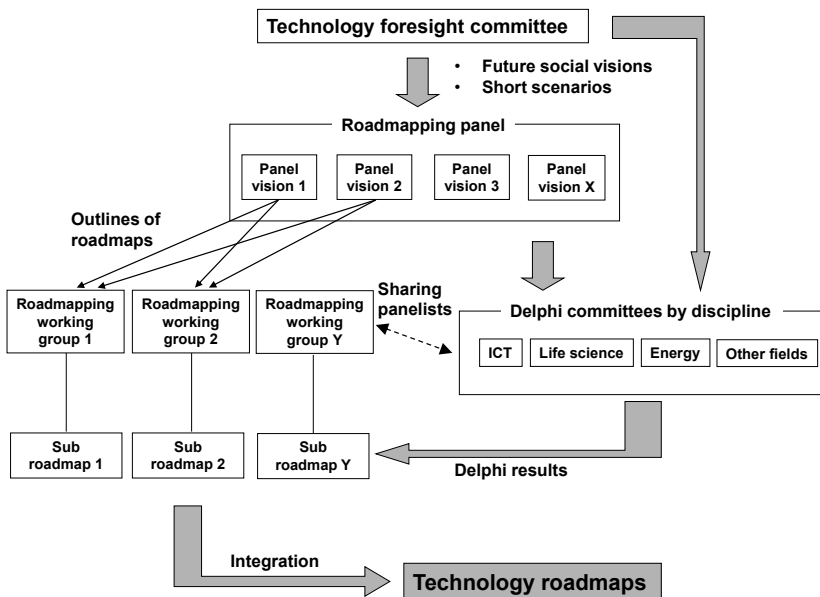 Technology foresight committee
• Future social visions
• Short scenarios
Roadmapping panel
Panel
vision 1
Panel
vision 2
Panel
vision 3
Panel
vision X
Outlines of
roadmaps
Roadmapping
working
group 1
Roadmapping
working
group 2
Roadmapping
working
group Y
Sharing
panelists
Delphi committees by discipline
ICT
Life science
Energy
Other fields
Sub
roadmap 1
Sub
roadmap 2
Sub
roadmap Y
Delphi results
Integration
Technology roadmaps